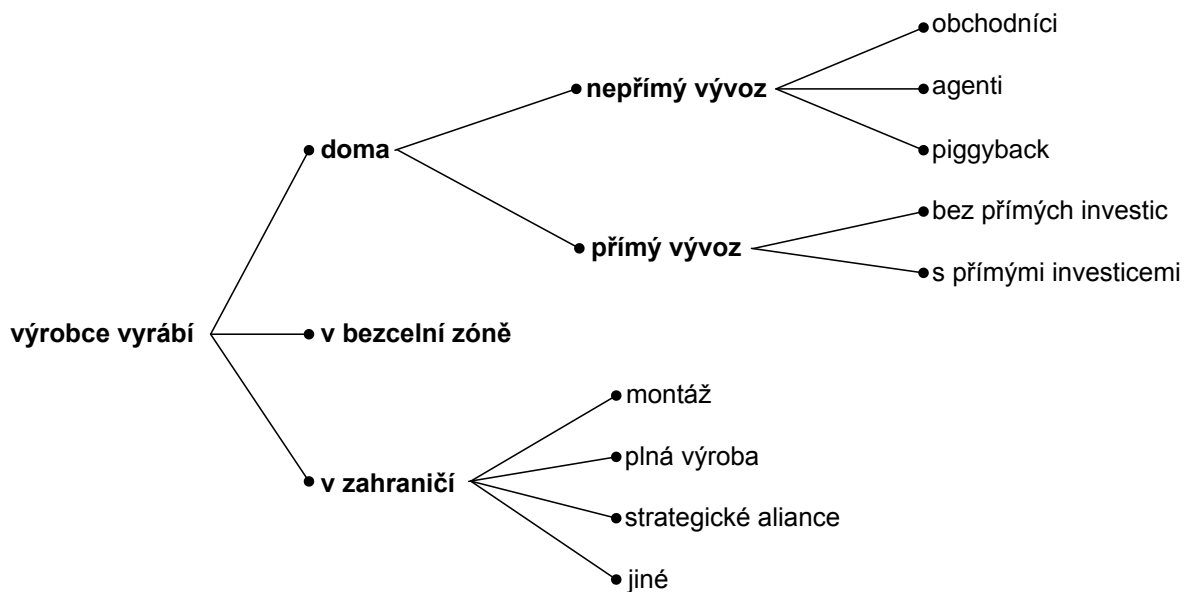 obchodníci
nepřímý vývoz
agenti
doma
piggyback
bez přímých investic
přímý vývoz
s přímými investicemi
výrobce vyrábí
v bezcelní zóně
montáž
plná výroba
v zahraničí
strategické aliance
jiné